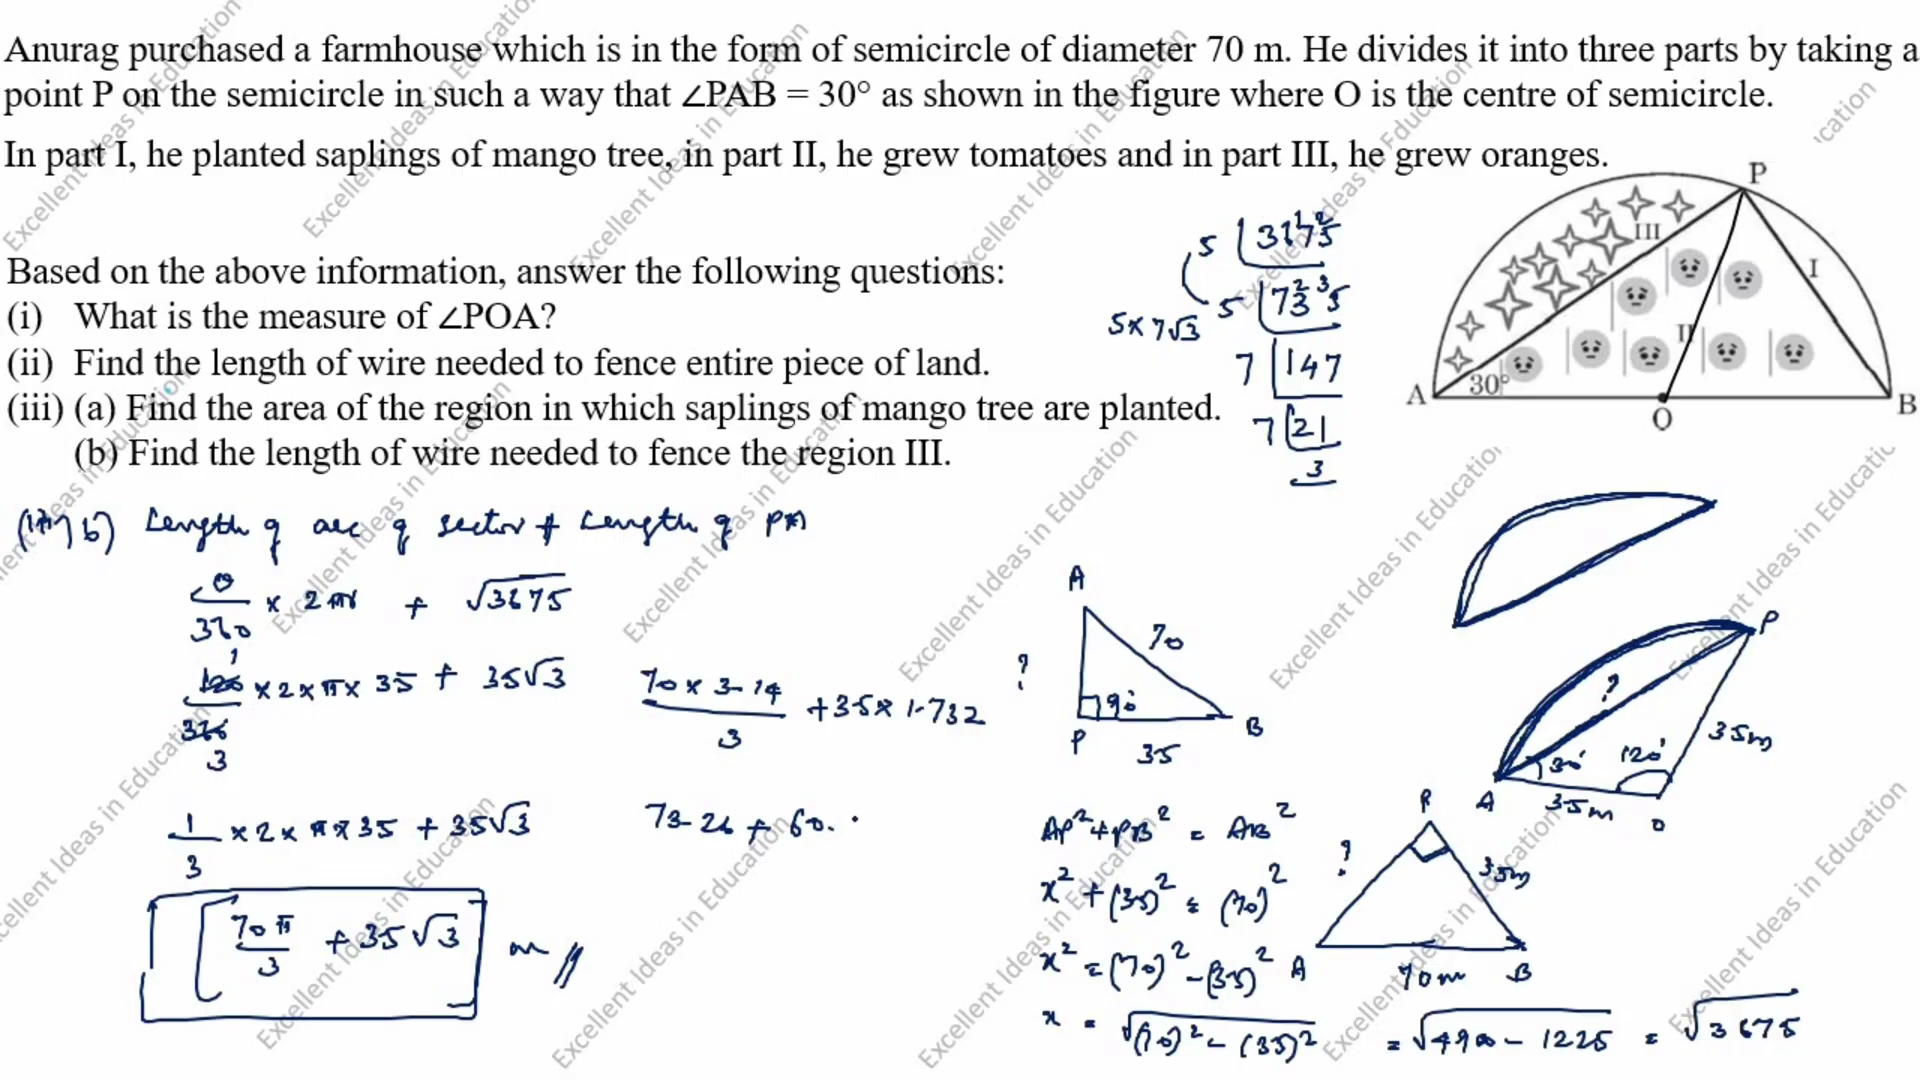 Anurag purchased a farmhouse which is in the form of semicircle of diameter 70 m. He divides it into three parts by taking a
point P on the semicircle in such a way that ∠PAB = 30° as shown in the figure where O is the centre of semicircle.
In part I, he planted saplings of mango tree, in part II, he grew tomatoes and in part III, he grew oranges.
Based on the above information, answer the following questions:
(i) What is the measure of ∠POA?
(ii) Find the length of wire needed to fence entire piece of land.
(iii) (a) Find the area of the region in which saplings of mango tree are planted.
(b) Find the length of wire needed to fence the region III.
P
III
I
II
30°
A
O
B
5 3675
5 735
5×7√3
7 147
7 21
3
b) Length of arc of sector + Length of PA
θ/360 × 2πr + √3675
120/360 × 2×π×35 + 35√3
1
3
70×3.14/3 + 35×1.732
1/3 ×2×π×35 + 35√3
73.26 + 60.
[70π/3 + 35√3] m
A
?
70
90°
P
35
B
P
?
35m
30°
120°
A
35m
O
AP² + PB² = AB²
x² + (35)² = (70)²
x² = (70)² - (35)²
x = √(70)² - (35)² = √4900 - 1225 = √3675
P
?
35m
A
70m
B
Excellent Ideas in Education